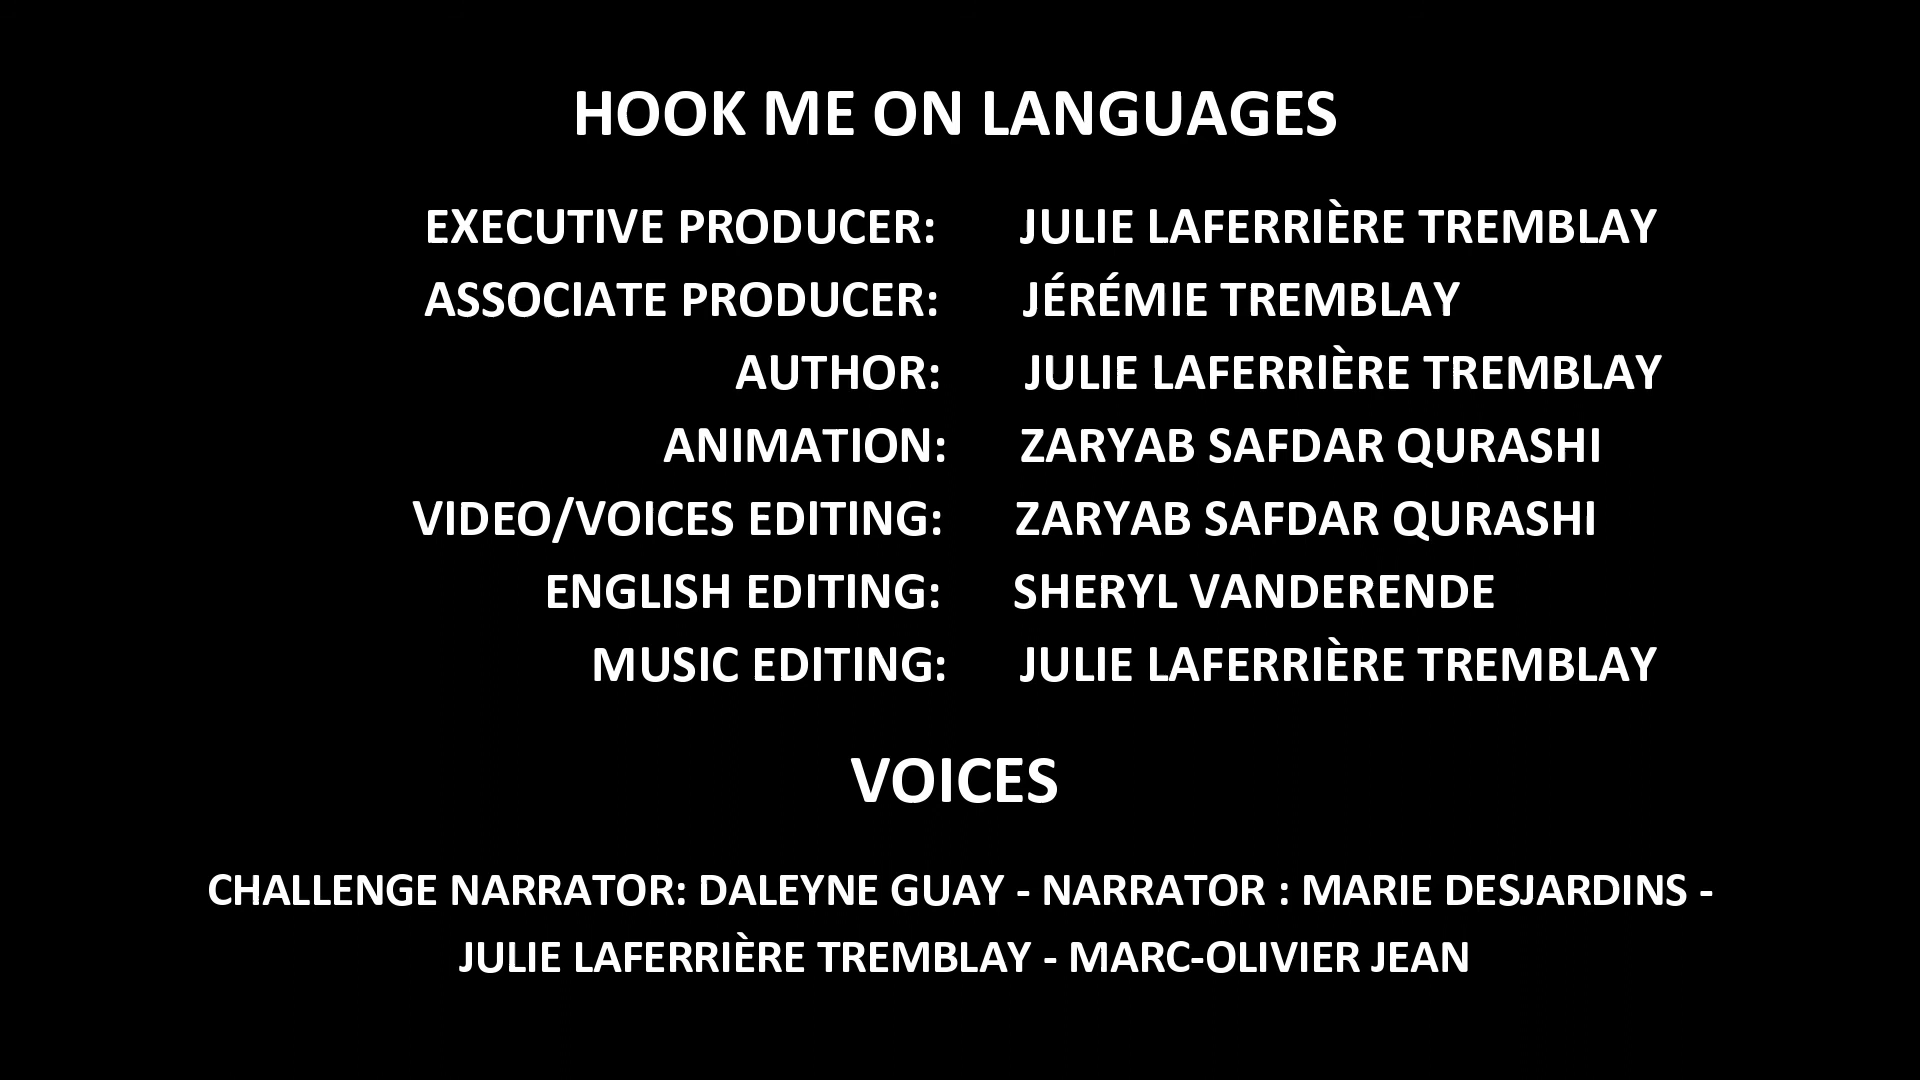 HOOK ME ON LANGUAGES
EXECUTIVE PRODUCER: JULIE LAFERRIÈRE TREMBLAY
ASSOCIATE PRODUCER: JÉRÉMIE TREMBLAY
AUTHOR: JULIE LAFERRIÈRE TREMBLAY
ANIMATION: ZARYAB SAFDAR QURASHI
VIDEO/VOICES EDITING: ZARYAB SAFDAR QURASHI
ENGLISH EDITING: SHERYL VANDERENDE
MUSIC EDITING: JULIE LAFERRIÈRE TREMBLAY
VOICES
CHALLENGE NARRATOR: DALEYNE GUAY - NARRATOR : MARIE DESJARDINS -
JULIE LAFERRIÈRE TREMBLAY - MARC-OLIVIER JEAN